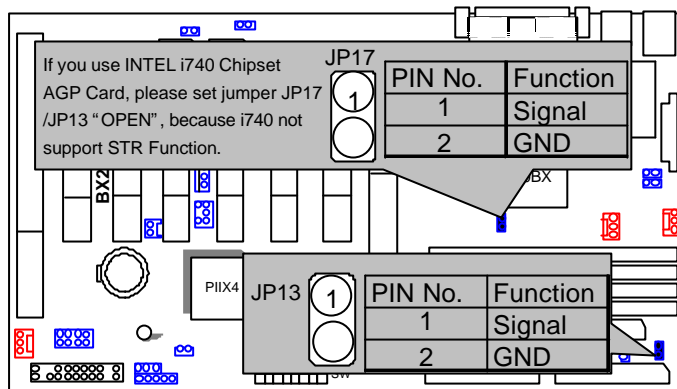 If you use INTEL i740 Chipset
AGP Card, please set jumper JP17
/JP13 “OPEN”, because i740 not
support STR Function.
JP17
1
PIN No. Function
1 Signal
2 GND
PIIX4
JP13
1
PIN No. Function
1 Signal
2 GND